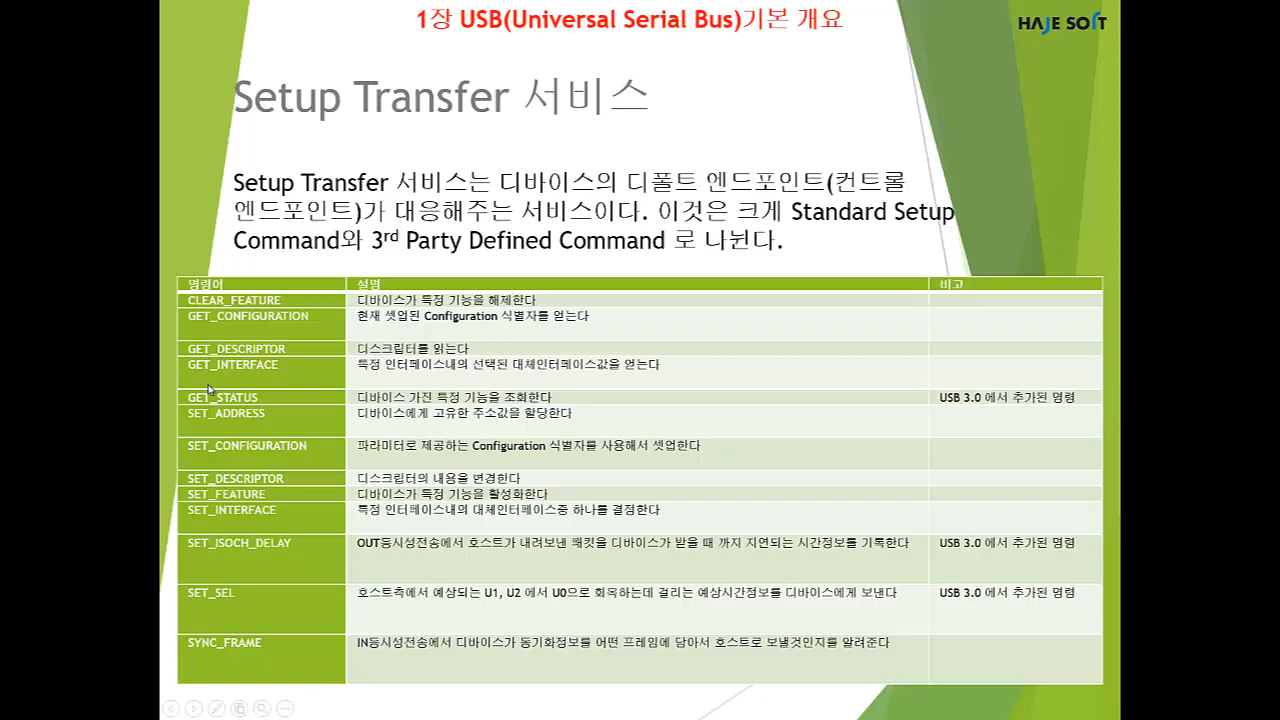 1장 USB(Universal Serial Bus)기본 개요
HAJE SOFT
Setup Transfer 서비스
Setup Transfer 서비스는 디바이스의 디폴트 엔드포인트(컨트롤
엔드포인트)가 대응해주는 서비스이다. 이것은 크게 Standard Setup
Command와 3rd Party Defined Command 로 나뉜다.
명령어 설명 비고
CLEAR_FEATURE 디바이스가 특정 기능을 해제한다
GET_CONFIGURATION 현재 셋업된 Configuration 식별자를 얻는다
GET_DESCRIPTOR 디스크립터를 읽는다
GET_INTERFACE 특정 인터페이스내의 선택된 대체인터페이스값을 얻는다
GET_STATUS 디바이스 가진 특정 기능을 조회한다 USB 3.0 에서 추가된 명령
SET_ADDRESS 디바이스에게 고유한 주소값을 할당한다
SET_CONFIGURATION 파라미터로 제공하는 Configuration 식별자를 사용해서 셋업한다
SET_DESCRIPTOR 디스크립터의 내용을 변경한다
SET_FEATURE 디바이스가 특정 기능을 활성화한다
SET_INTERFACE 특정 인터페이스내의 대체인터페이스중 하나를 결정한다
SET_ISOCH_DELAY OUT등시성전송에서 호스트가 내려보낸 패킷을 디바이스가 받을 때 까지 지연되는 시간정보를 기록한다 USB 3.0 에서 추가된 명령
SET_SEL 호스트측에서 예상되는 U1, U2 에서 U0으로 회복하는데 걸리는 예상시간정보를 디바이스에게 보낸다 USB 3.0 에서 추가된 명령
SYNC_FRAME IN등시성전송에서 디바이스가 동기화정보를 어떤 프레임에 담아서 호스트로 보낼것인지를 알려준다